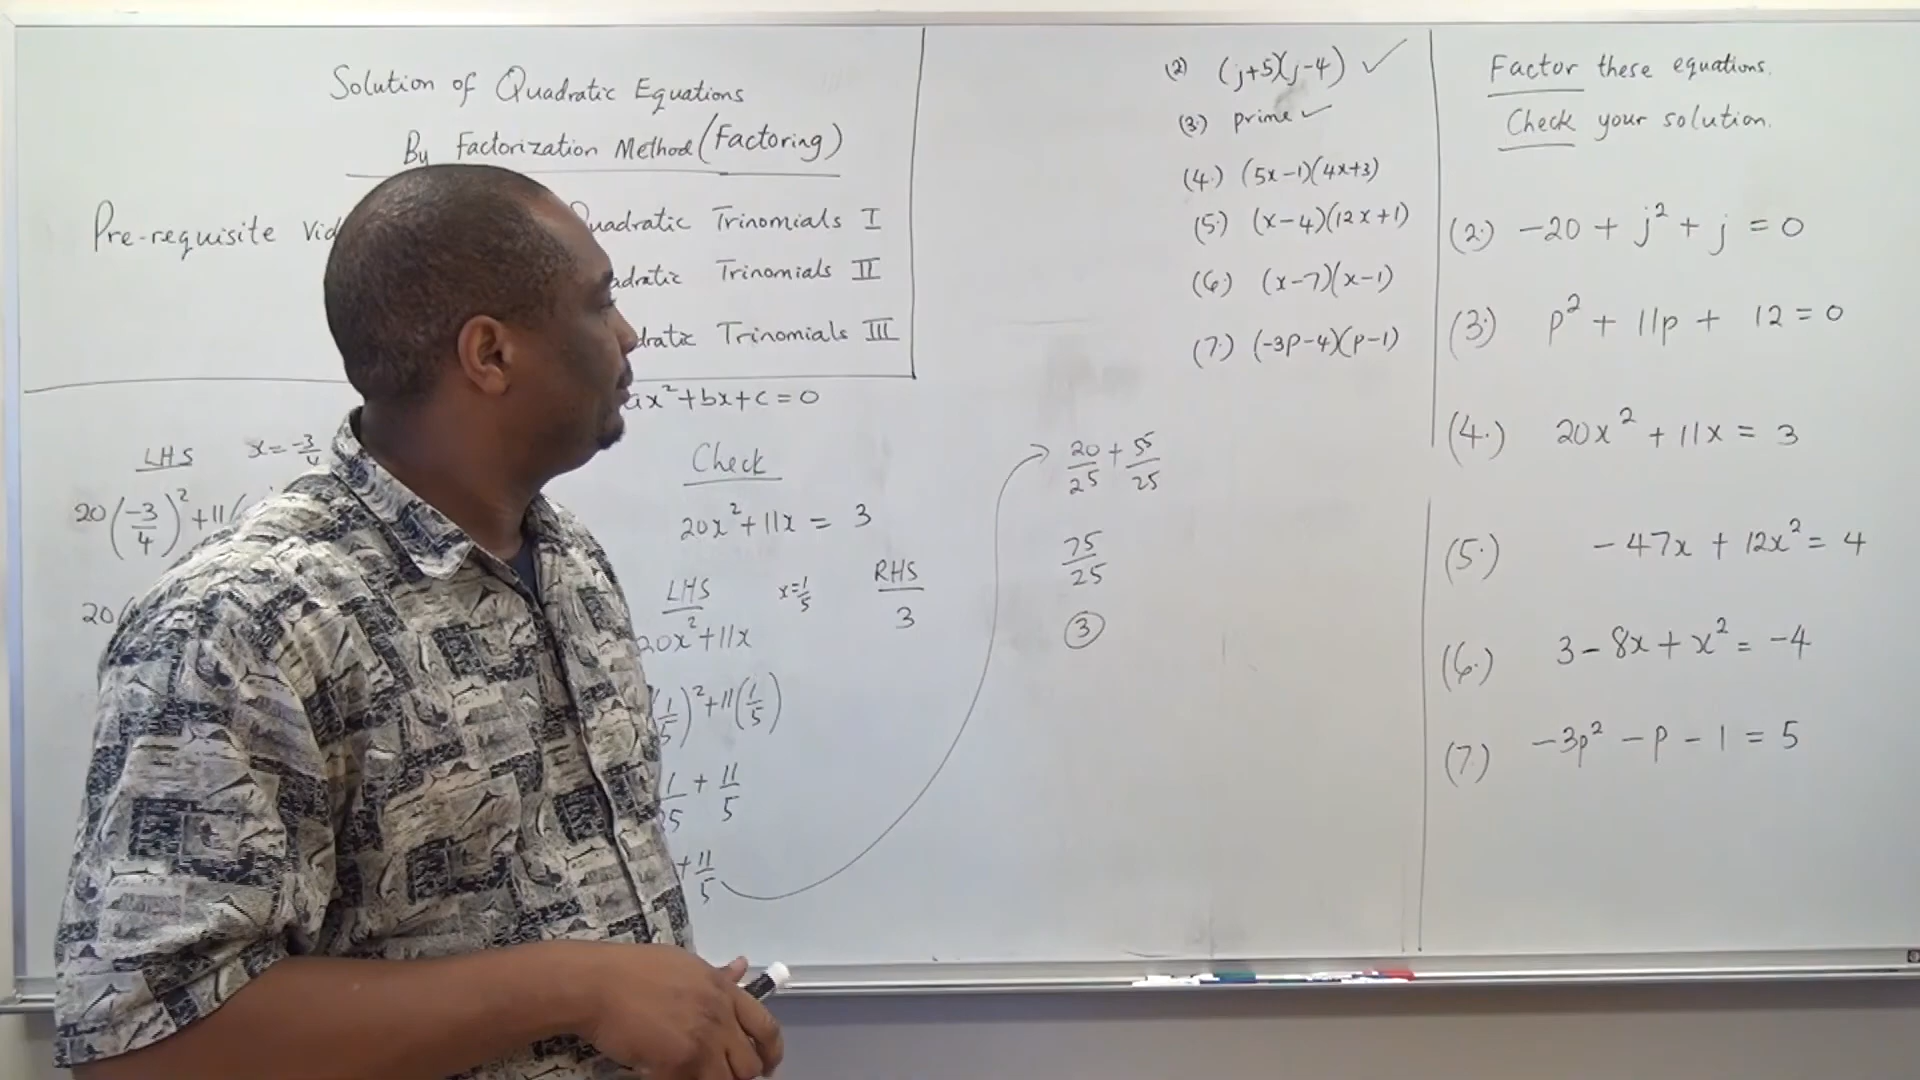 Solution of Quadratic Equations
By Factorization Method (Factoring)
Pre-requisite Quadratic Trinomials I
Trinomials II
Trinomials III
ax²+bx+c=0
LHS x=-3/4
20(-3/4)²+11(
20(
Check
20x²+11x = 3
LHS x=1/5 RHS
20x²+11x 3
1/5)²+11(1/5)
+ 11/5
+ 11/5
20/25 + 55/25
75/25
3
(2) (j+5)(j-4) ✓
(3.) prime ✓
(4.) (5x-1)(4x+3)
(5.) (x-4)(12x+1)
(6.) (x-7)(x-1)
(7.) (-3p-4)(p-1)
Factor these equations.
Check your solution.
(2.) -20 + j² + j = 0
(3.) p² + 11p + 12 = 0
(4.) 20x² + 11x = 3
(5.) -47x + 12x² = 4
(6.) 3 - 8x + x² = -4
(7.) -3p² - p - 1 = 5